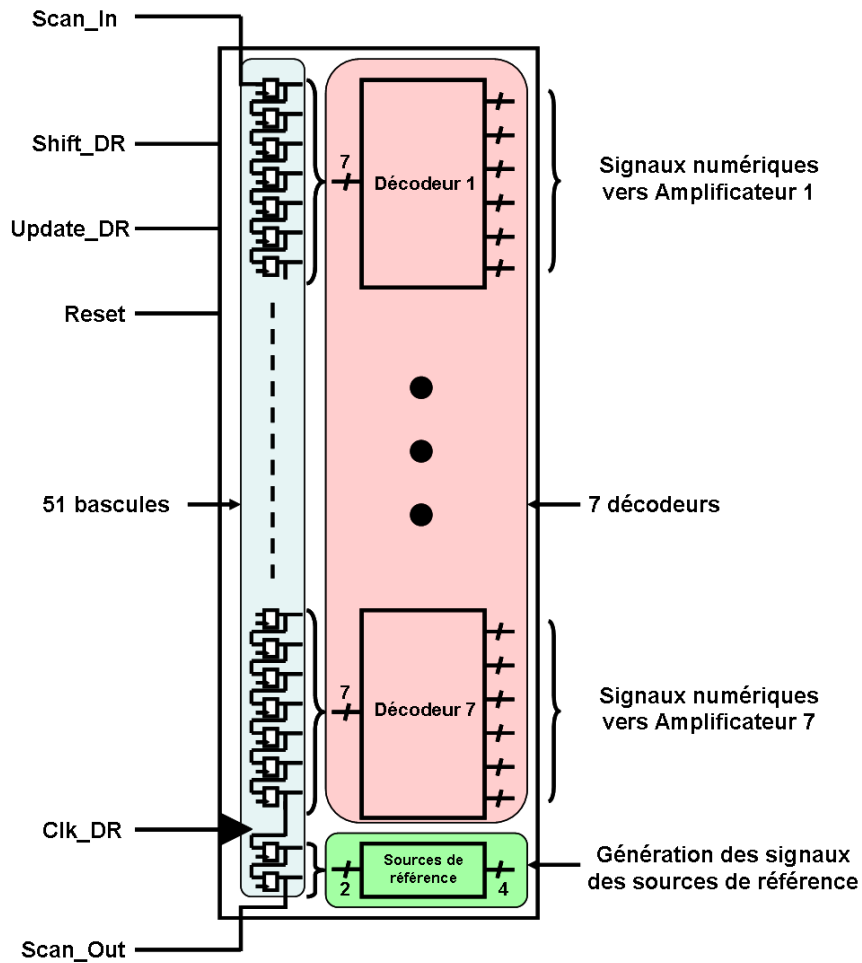 Scan_In
Shift_DR
Update_DR
Reset
51 bascules
Clk_DR
Scan_Out
7
Décodeur 1
Signaux numériques
vers Amplificateur 1
7 décodeurs
7
Décodeur 7
Signaux numériques
vers Amplificateur 7
2
Sources de
référence
4
Génération des signaux
des sources de référence